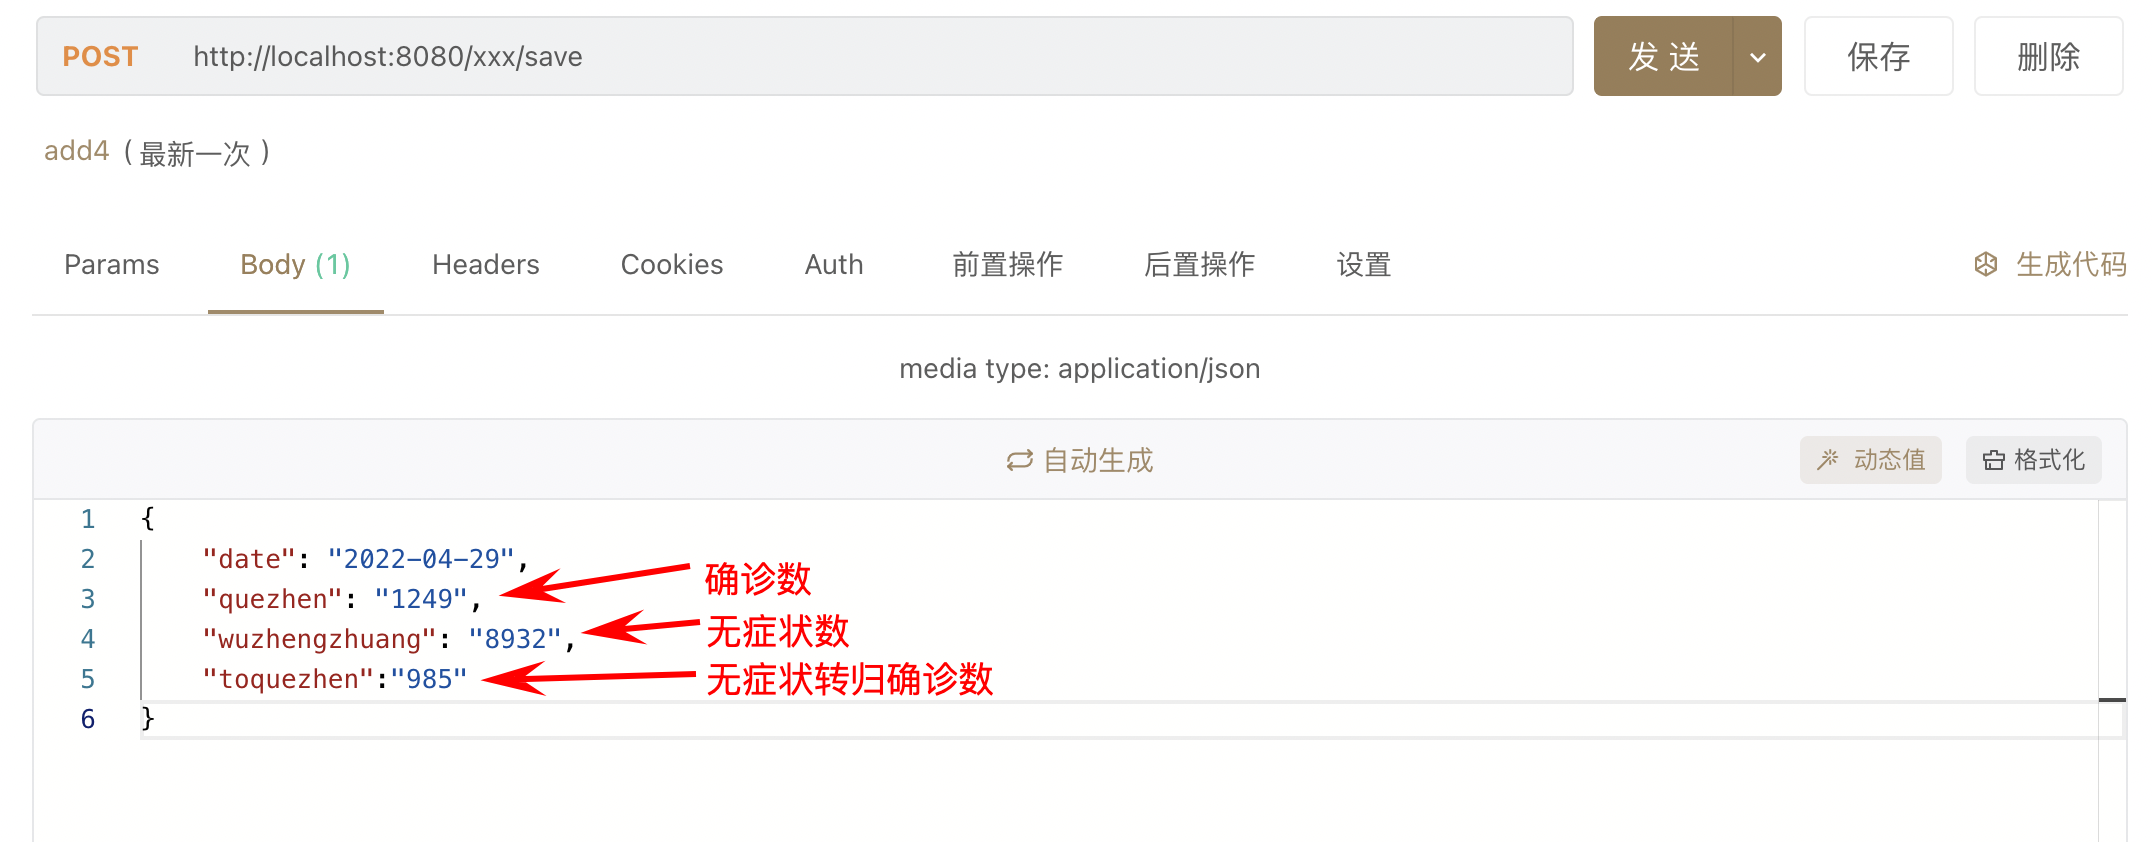 POST http://localhost:8080/xxx/save 发 送 保存 删除
add4 ( 最新一次 )
Params Body (1) Headers Cookies Auth 前置操作 后置操作 设置 生成代码
media type: application/json
自动生成 动态值 格式化
1 {
2 "date": "2022-04-29",
3 "quezhen": "1249", 确诊数
4 "wuzhengzhuang": "8932", 无症状数
5 "toquezhen":"985" 无症状转归确诊数
6 }